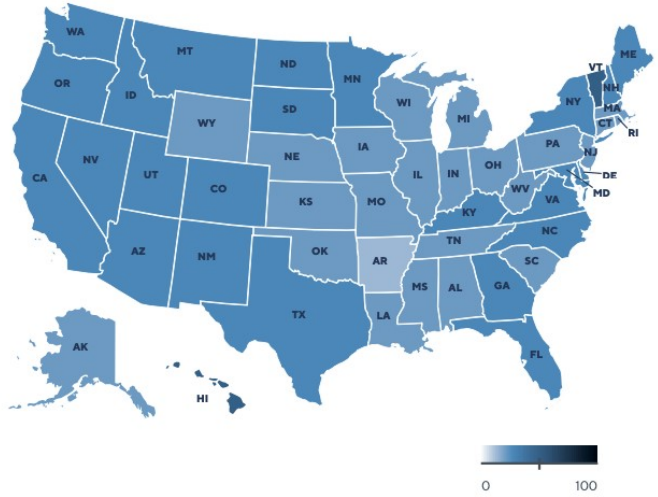 WA
MT
ND
MN
ME
VT
NH
OR
ID
SD
WI
NY
MA
WY
MI
CT
RI
IA
PA
NJ
NE
OH
NV
IL
IN
DE
CA
UT
CO
WV
MD
KS
MO
VA
KY
NC
TN
AZ
NM
OK
AR
SC
MS
AL
GA
TX
LA
AK
FL
HI
0 100